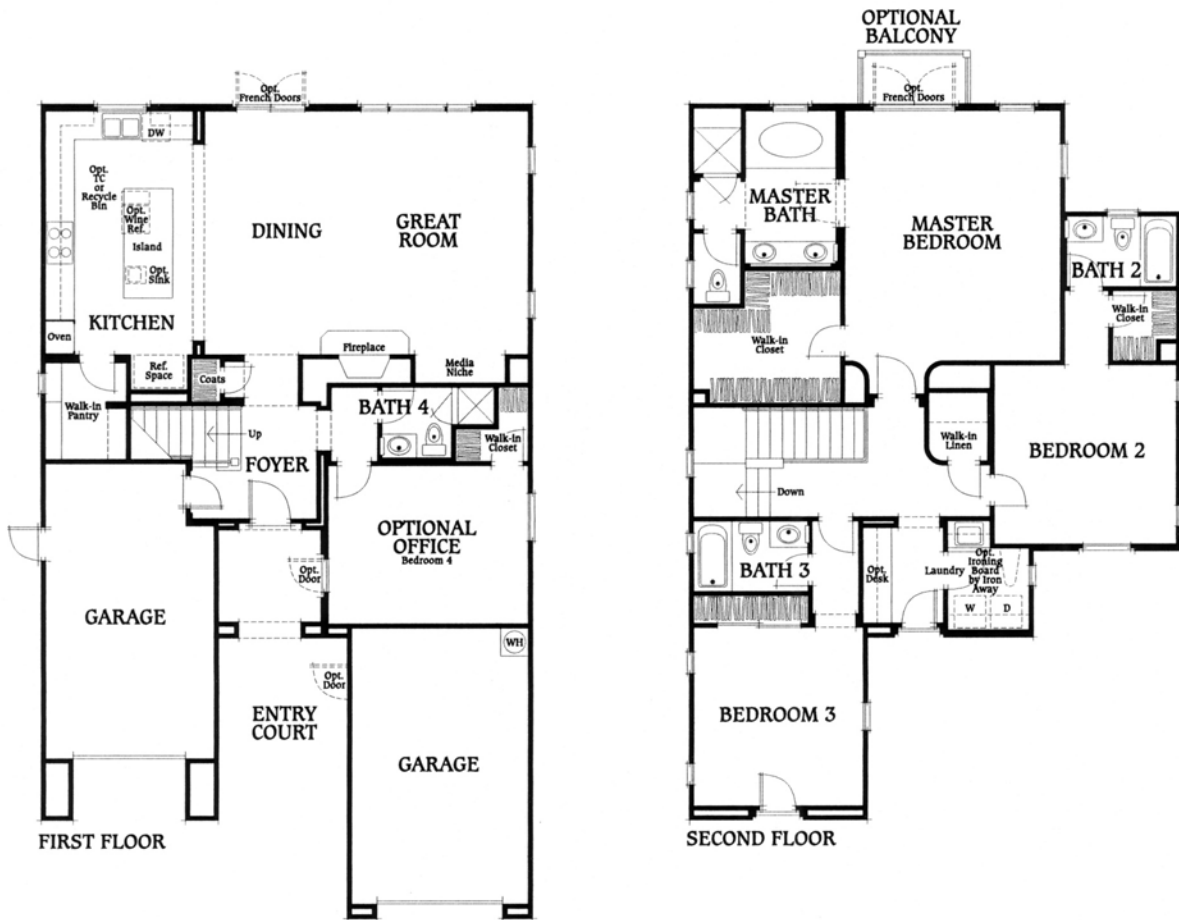 Opt.
French Doors
DW
Opt.
TC
or
Recycle
Bin
Opt.
Wine
Ref.
Island
Opt.
Sink
DINING
GREAT
ROOM
KITCHEN
Oven
Ref.
Space
Coats
Fireplace
Media
Niche
Walk-in
Pantry
Up
FOYER
BATH 4
Walk-in
Closet
OPTIONAL
OFFICE
Bedroom 4
Opt.
Door
GARAGE
WH
Opt.
Door
ENTRY
COURT
GARAGE
FIRST FLOOR
OPTIONAL
BALCONY
Opt.
French Doors
MASTER
BATH
MASTER
BEDROOM
BATH 2
Walk-in
Closet
Walk-in
Closet
Walk-in
Linen
BEDROOM 2
Down
BATH 3
Opt.
Desk
Laundry
Opt.
Ironing
Board
by Iron
Away
W
D
BEDROOM 3
SECOND FLOOR